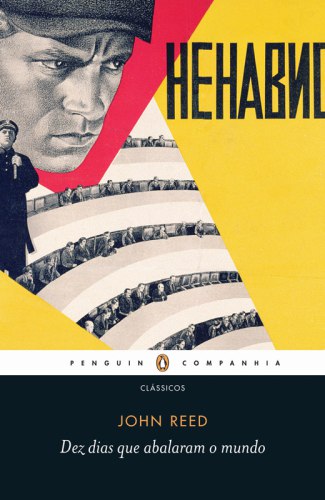 НЕНАВИС
PENGUIN COMPANHIA
CLÁSSICOS
JOHN REED
Dez dias que abalaram o mundo